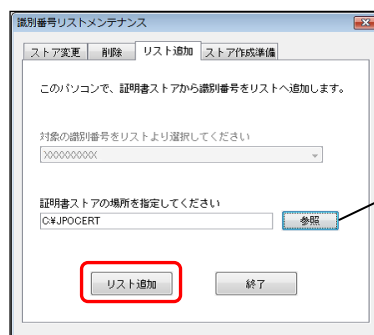 識別番号リストメンテナンス
ストア変更 削除 リスト追加 ストア作成準備
このパソコンで、証明書ストアから識別番号をリストへ追加します。
対象の識別番号をリストより選択してください
XXXXXXXXX
証明書ストアの場所を指定してください
C:¥JPOCERT 参照
リスト追加 終了